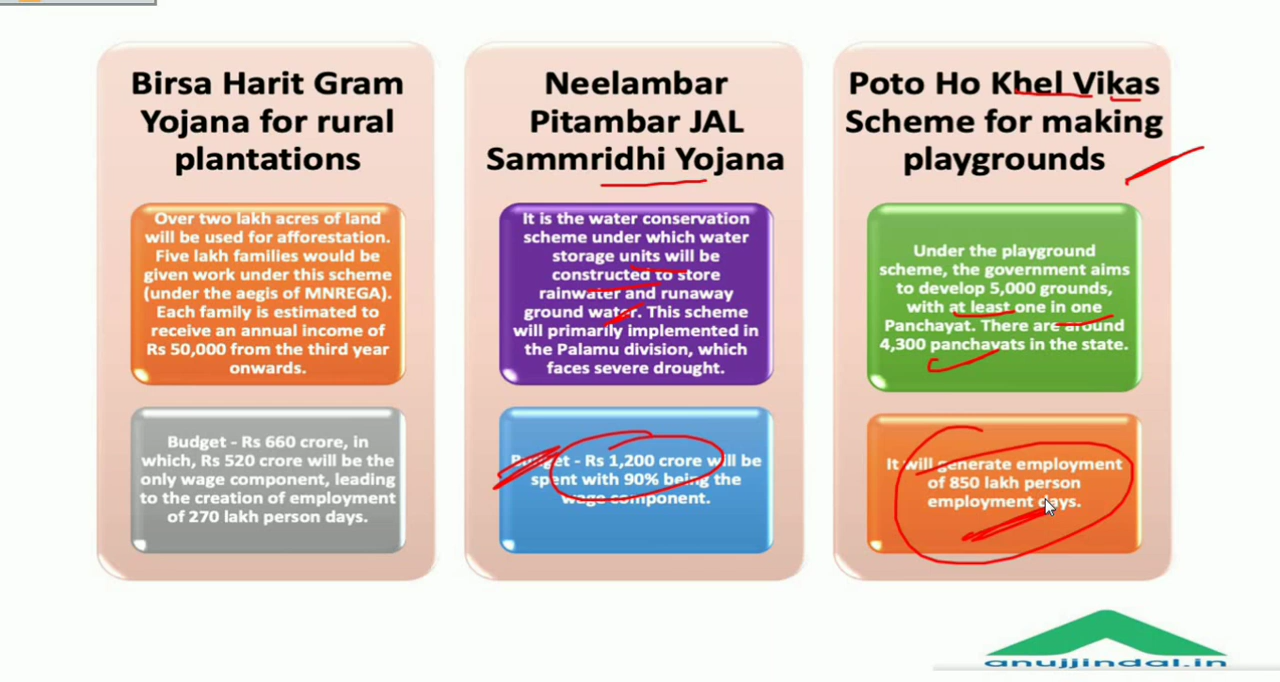 Birsa Harit Gram
Yojana for rural
plantations
Over two lakh acres of land
will be used for afforestation.
Five lakh families would be
given work under this scheme
(under the aegis of MNREGA).
Each family is estimated to
receive an annual income of
Rs 50,000 from the third year
onwards.
Budget - Rs 660 crore, in
which, Rs 520 crore will be the
only wage component, leading
to the creation of employment
of 270 lakh person days.
Neelambar
Pitambar JAL
Sammridhi Yojana
It is the water conservation
scheme under which water
storage units will be
constructed to store
rainwater and runaway
ground water. This scheme
will primarily implemented in
the Palamu division, which
faces severe drought.
Budget - Rs 1,200 crore will be
spent with 90% being the
wage component.
Poto Ho Khel Vikas
Scheme for making
playgrounds
Under the playground
scheme, the government aims
to develop 5,000 grounds,
with at least one in one
Panchayat. There are around
4,300 panchayats in the state.
It will generate employment
of 850 lakh person
employment days.
anujjindal.in